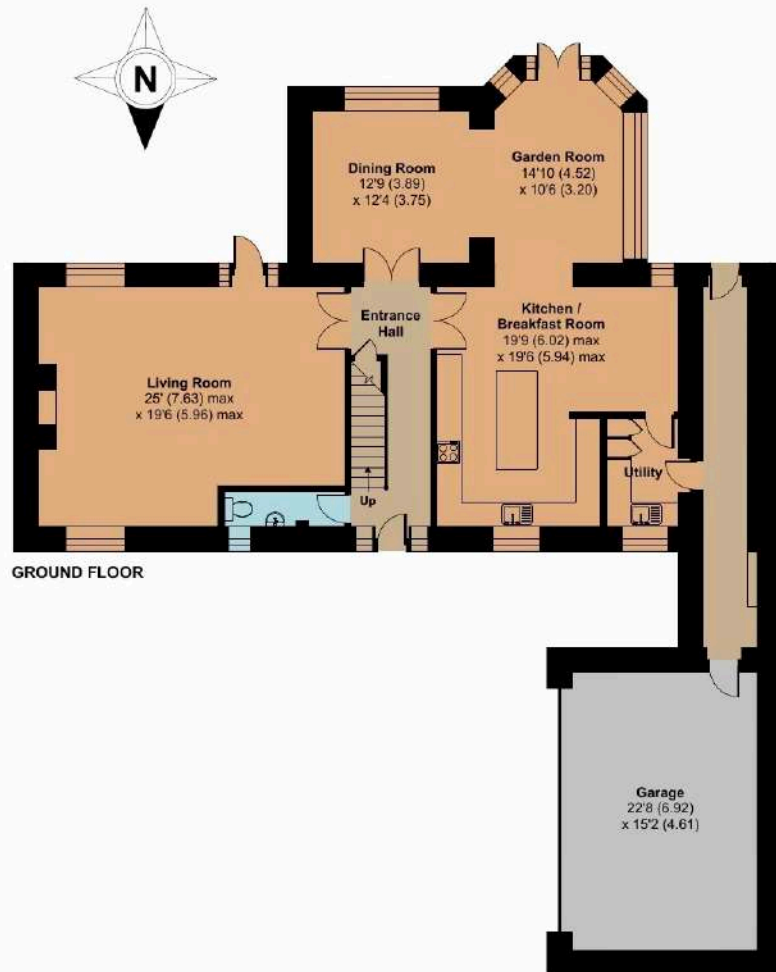 N
Dining Room
12'9 (3.89)
x 12'4 (3.75)
Garden Room
14'10 (4.52)
x 10'6 (3.20)
Entrance
Hall
Kitchen /
Breakfast Room
19'9 (6.02) max
x 19'6 (5.94) max
Living Room
25' (7.63) max
x 19'6 (5.96) max
Utility
Up
GROUND FLOOR
Garage
22'8 (6.92)
x 15'2 (4.61)